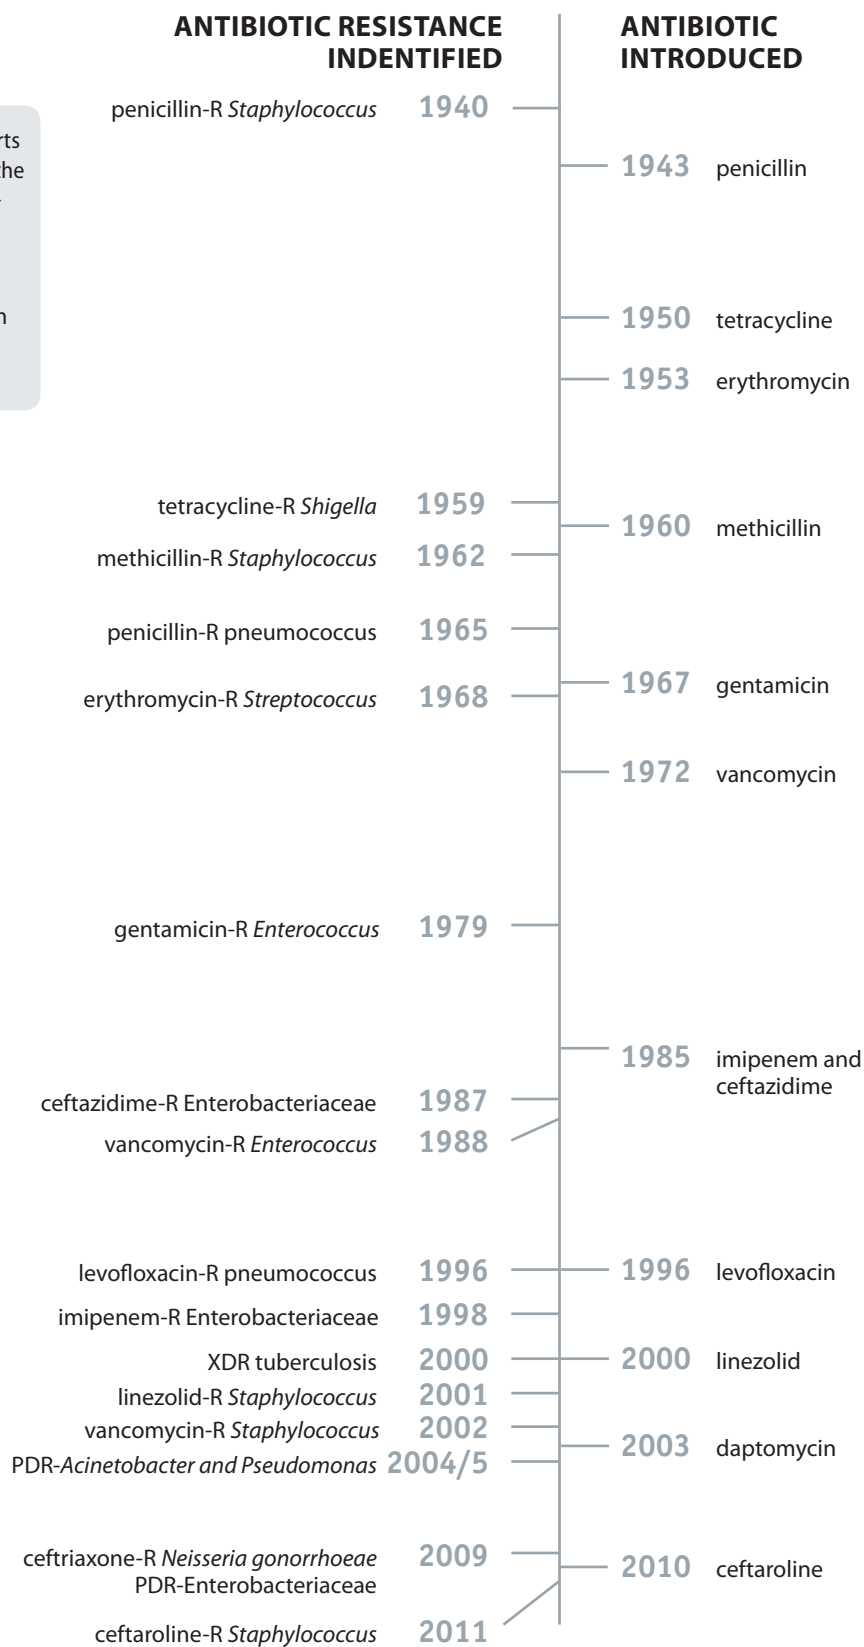 ANTIBIOTIC RESISTANCE
INDENTIFIED
ANTIBIOTIC
INTRODUCED
penicillin-R Staphylococcus 1940
1943 penicillin
1950 tetracycline
1953 erythromycin
tetracycline-R Shigella 1959
1960 methicillin
methicillin-R Staphylococcus 1962
penicillin-R pneumococcus 1965
1967 gentamicin
erythromycin-R Streptococcus 1968
1972 vancomycin
gentamicin-R Enterococcus 1979
1985 imipenem and
ceftazidime
ceftazidime-R Enterobacteriaceae 1987
vancomycin-R Enterococcus 1988
levofloxacin-R pneumococcus 1996
1996 levofloxacin
imipenem-R Enterobacteriaceae 1998
XDR tuberculosis 2000
2000 linezolid
linezolid-R Staphylococcus 2001
vancomycin-R Staphylococcus 2002
2003 daptomycin
PDR-Acinetobacter and Pseudomonas 2004/5
ceftriaxone-R Neisseria gonorrhoeae 2009
PDR-Enterobacteriaceae
2010 ceftaroline
ceftaroline-R Staphylococcus 2011